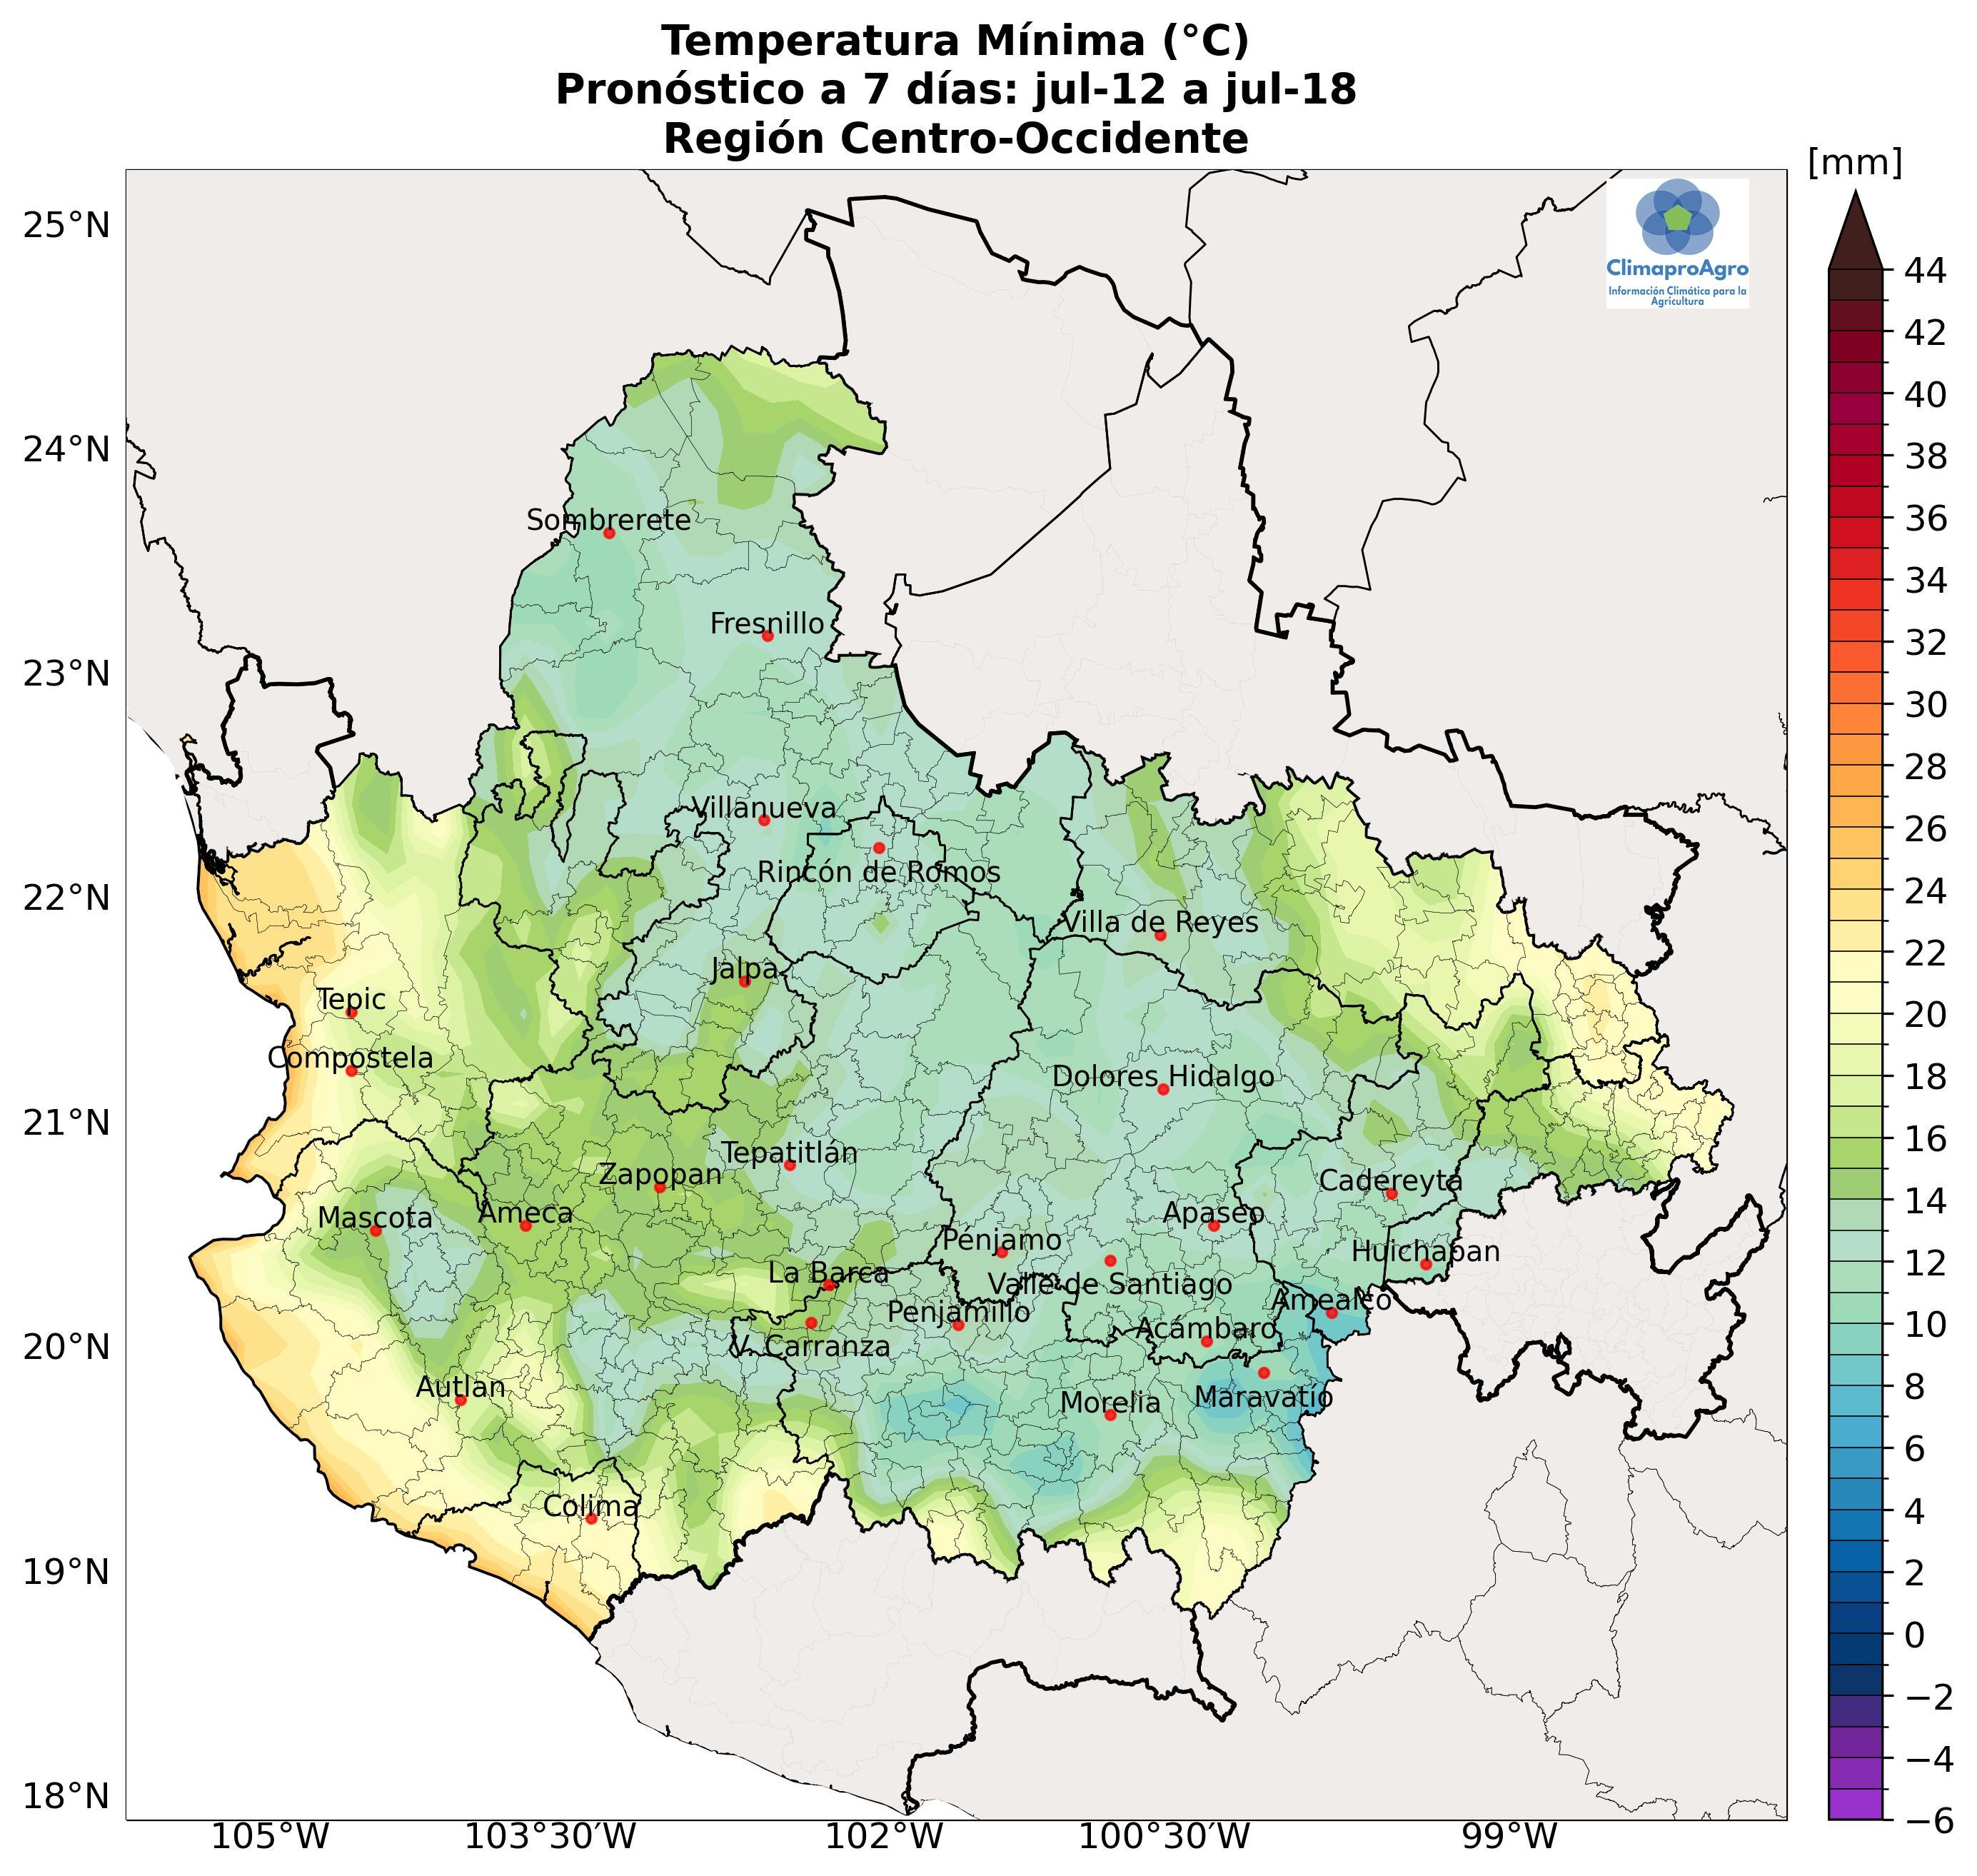 Temperatura Mínima (°C)
Pronóstico a 7 días: jul-12 a jul-18
Región Centro-Occidente
[mm]
ClimaproAgro
Información Climática para la
Agricultura
25°N
24°N
23°N
22°N
21°N
20°N
19°N
18°N
Sombrerete
Fresnillo
Villanueva
Rincón de Romos
Villa de Reyes
Jalpa
Tepic
Compostela
Dolores Hidalgo
Tepatitlán
Zapopan
Cadereyta
Mascota
Ameca
Apaseo
Pénjamo
Huichapan
La Barca
Valle de Santiago
Amealco
Penjamillo
Acámbaro
V. Carranza
Autlan
Maravatío
Morelia
Colima
105°W
103°30'W
102°W
100°30'W
99°W
44
42
40
38
36
34
32
30
28
26
24
22
20
18
16
14
12
10
8
6
4
2
0
−2
−4
−6